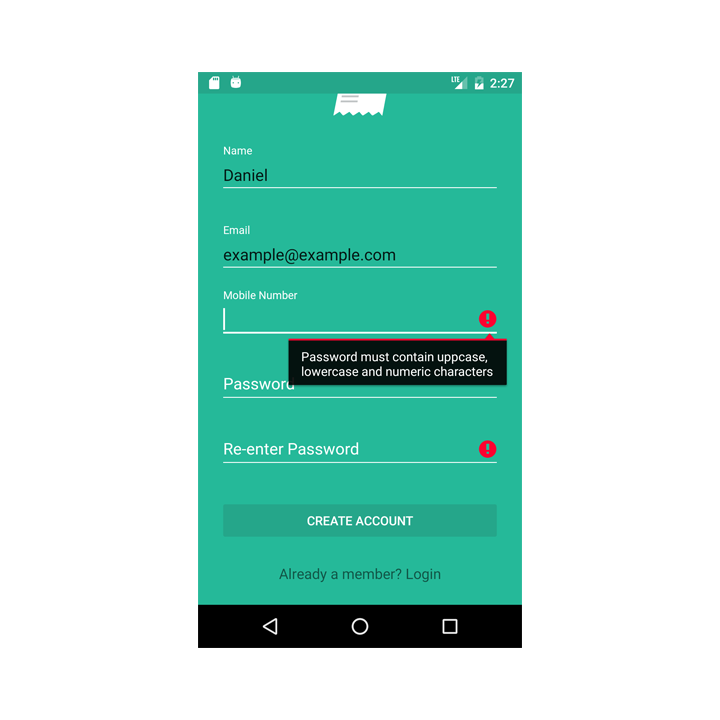 LTE 2:27
Name
Daniel
Email
example@example.com
Mobile Number
Password must contain uppcase,
lowercase and numeric characters
Password
Re-enter Password
CREATE ACCOUNT
Already a member? Login